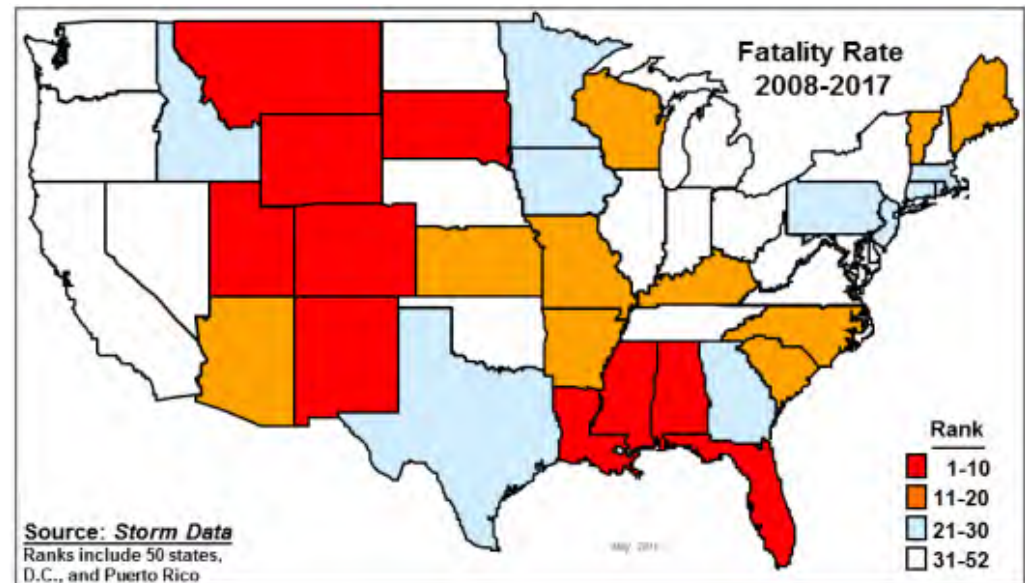 Fatality Rate
2008-2017
Rank
1-10
11-20
21-30
31-52
Source: Storm Data
Ranks include 50 states,
D.C., and Puerto Rico